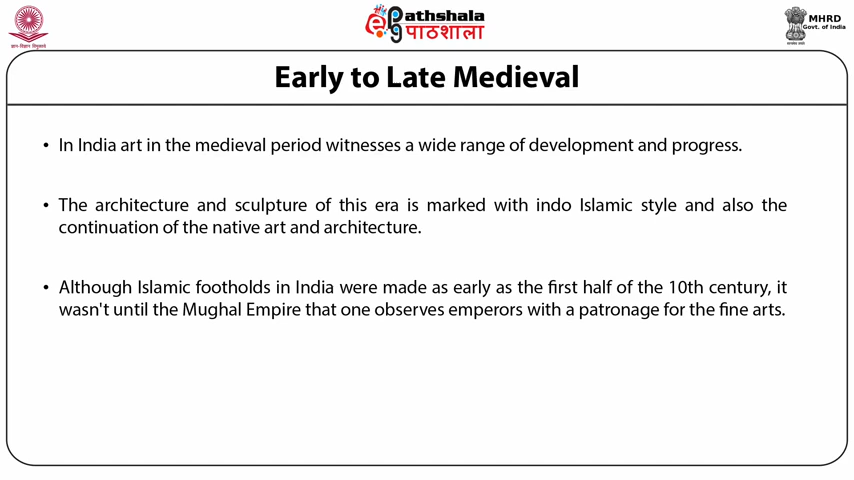 ePathshala
पाठशाला
MHRD
Govt. of India
Early to Late Medieval
• In India art in the medieval period witnesses a wide range of development and progress.
• The architecture and sculpture of this era is marked with indo Islamic style and also the
continuation of the native art and architecture.
• Although Islamic footholds in India were made as early as the first half of the 10th century, it
wasn't until the Mughal Empire that one observes emperors with a patronage for the fine arts.